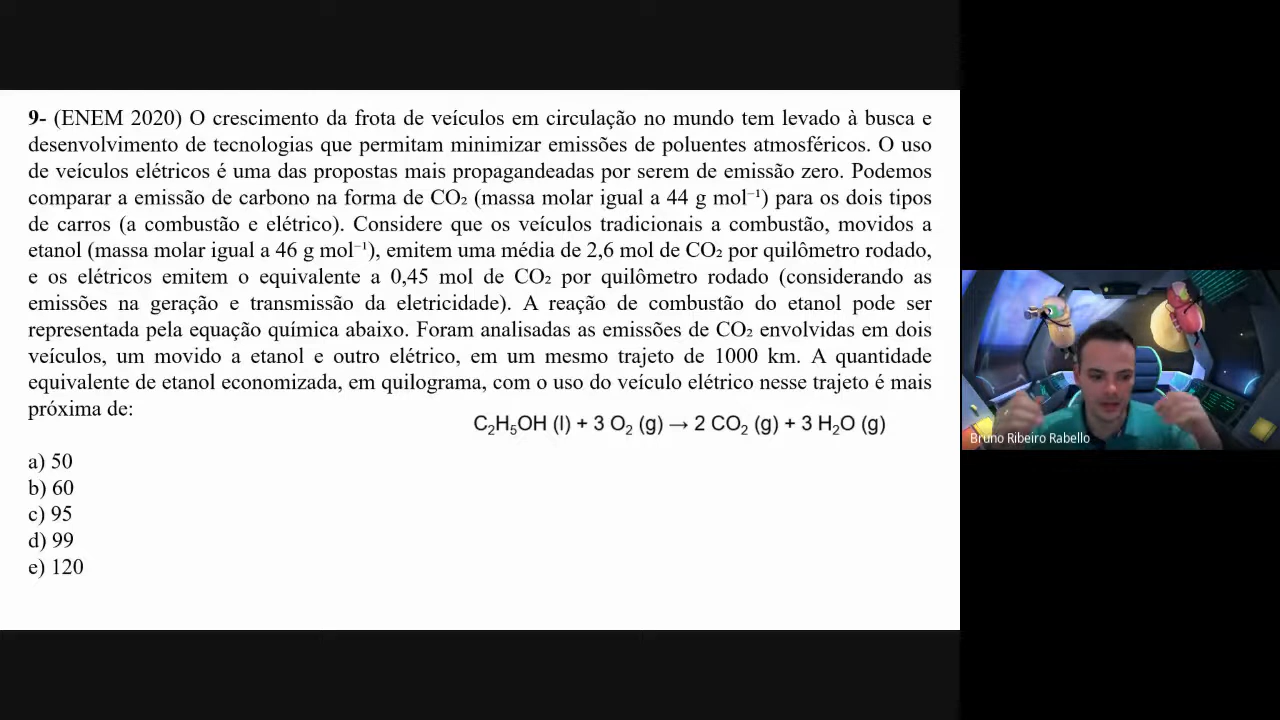 9- (ENEM 2020) O crescimento da frota de veículos em circulação no mundo tem levado à busca e
desenvolvimento de tecnologias que permitam minimizar emissões de poluentes atmosféricos. O uso
de veículos elétricos é uma das propostas mais propagandeadas por serem de emissão zero. Podemos
comparar a emissão de carbono na forma de CO₂ (massa molar igual a 44 g mol⁻¹) para os dois tipos
de carros (a combustão e elétrico). Considere que os veículos tradicionais a combustão, movidos a
etanol (massa molar igual a 46 g mol⁻¹), emitem uma média de 2,6 mol de CO₂ por quilômetro rodado,
e os elétricos emitem o equivalente a 0,45 mol de CO₂ por quilômetro rodado (considerando as
emissões na geração e transmissão da eletricidade). A reação de combustão do etanol pode ser
representada pela equação química abaixo. Foram analisadas as emissões de CO₂ envolvidas em dois
veículos, um movido a etanol e outro elétrico, em um mesmo trajeto de 1000 km. A quantidade
equivalente de etanol economizada, em quilograma, com o uso do veículo elétrico nesse trajeto é mais
próxima de:
C₂H₅OH (l) + 3 O₂ (g) → 2 CO₂ (g) + 3 H₂O (g)
a) 50
b) 60
c) 95
d) 99
e) 120
Bruno Ribeiro Rabello